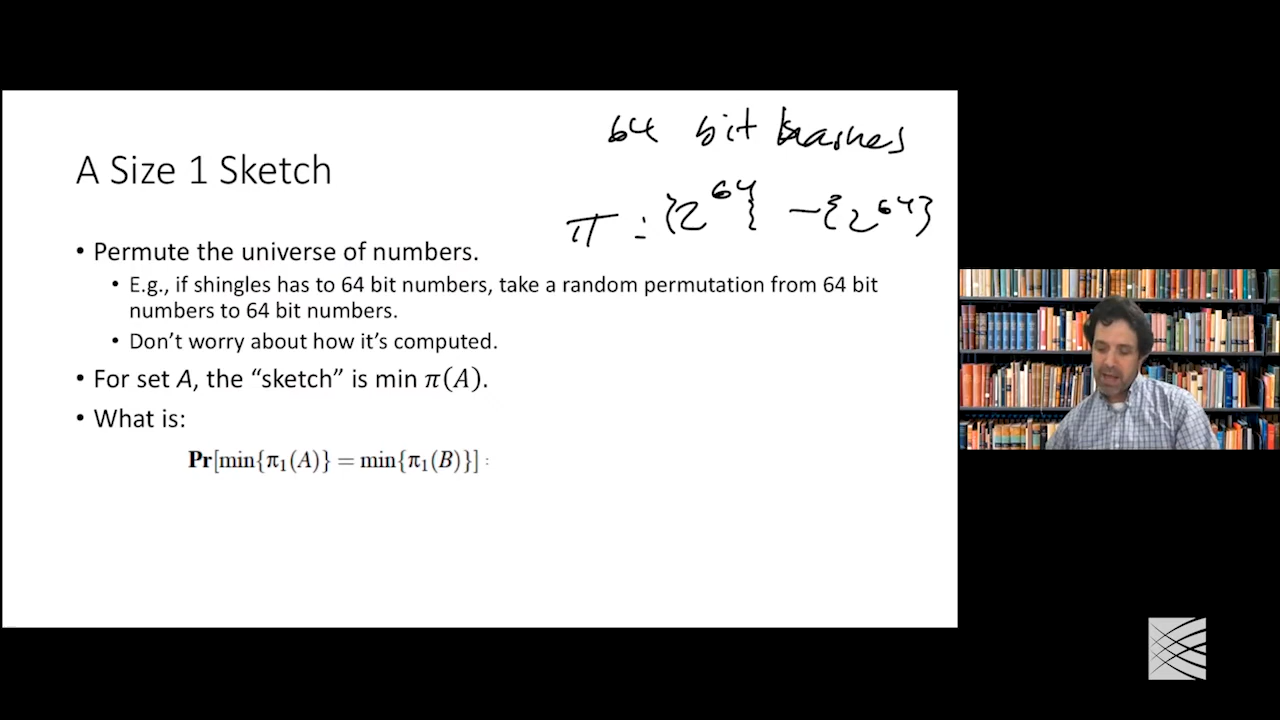 64 bit hashes
A Size 1 Sketch
π : {2^64} → {2^64}
• Permute the universe of numbers.
• E.g., if shingles has to 64 bit numbers, take a random permutation from 64 bit
numbers to 64 bit numbers.
• Don’t worry about how it’s computed.
• For set A, the “sketch” is min π(A).
• What is:
Pr[min{π₁(A)} = min{π₁(B)}] :